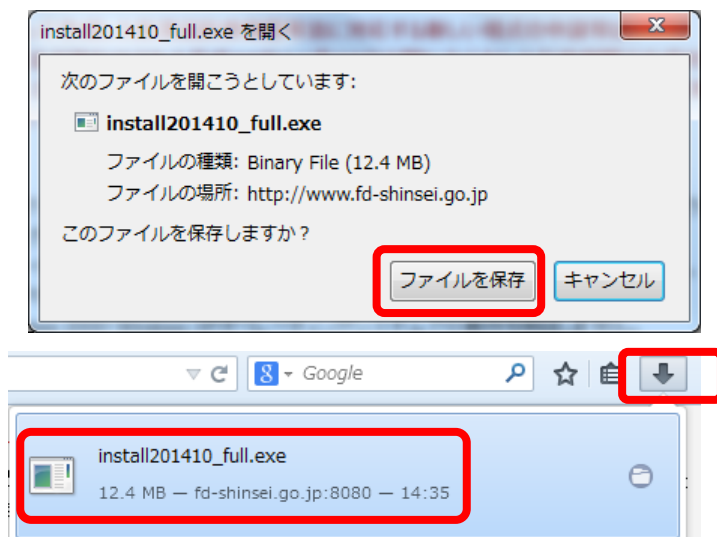 install201410_full.exe を開く
次のファイルを開こうとしています:
install201410_full.exe
ファイルの種類: Binary File (12.4 MB)
ファイルの場所: http://www.fd-shinsei.go.jp
このファイルを保存しますか?
ファイルを保存 キャンセル
8 Google
install201410_full.exe
12.4 MB — fd-shinsei.go.jp:8080 — 14:35